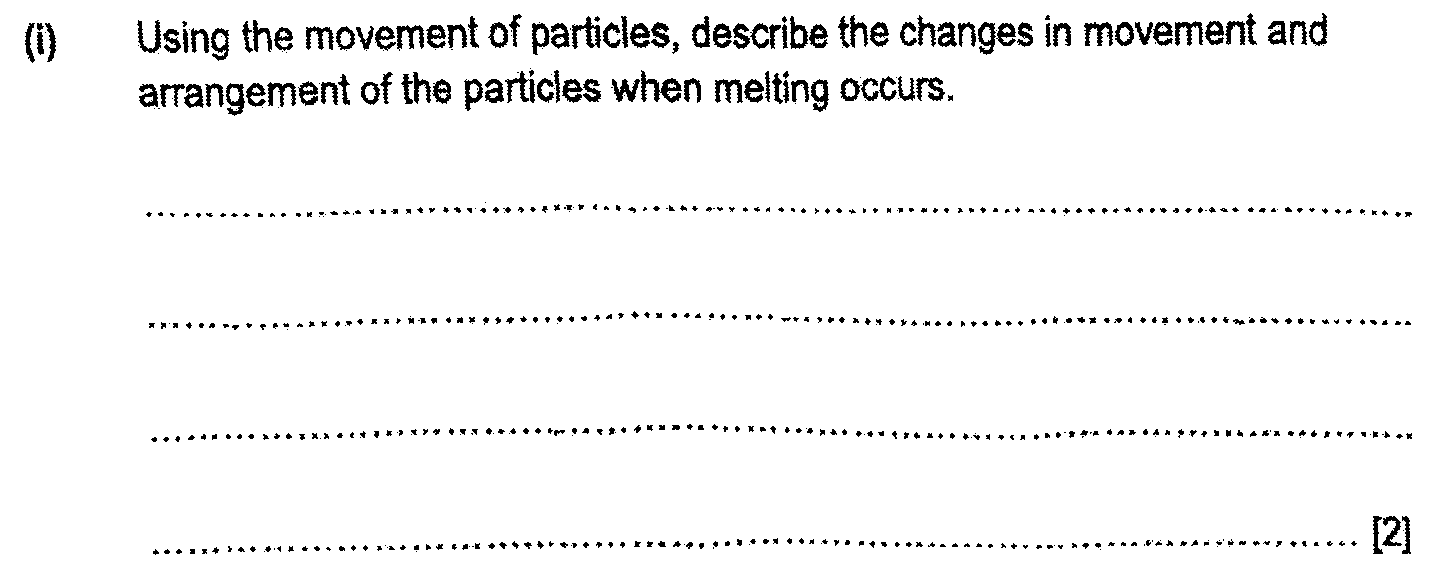 (i) Using the movement of particles, describe the changes in movement and
arrangement of the particles when melting occurs.
[2]